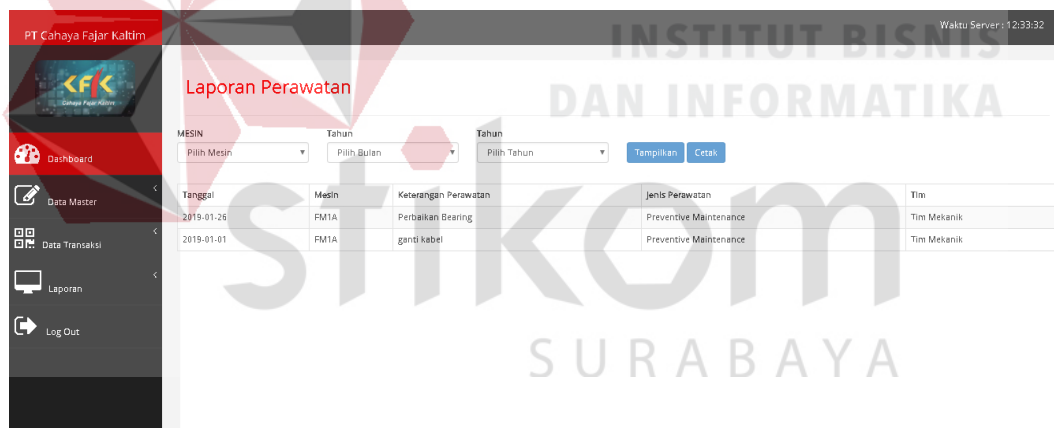 PT Cahaya Fajar Kaltim
Waktu Server : 12:33:32
INSTITUT BISNIS
DAN INFORMATIKA
stikom
SURABAYA
CFK
Cahaya Fajar Kaltim
Dashboard
Data Master
Data Transaksi
Laporan
Log Out
Laporan Perawatan
MESIN Tahun Tahun
Pilih Mesin Pilih Bulan Pilih Tahun Tampilkan Cetak
Tanggal Mesin Keterangan Perawatan Jenis Perawatan Tim
2019-01-26 FM1A Perbaikan Bearing Preventive Maintenance Tim Mekanik
2019-01-01 FM1A ganti kabel Preventive Maintenance Tim Mekanik